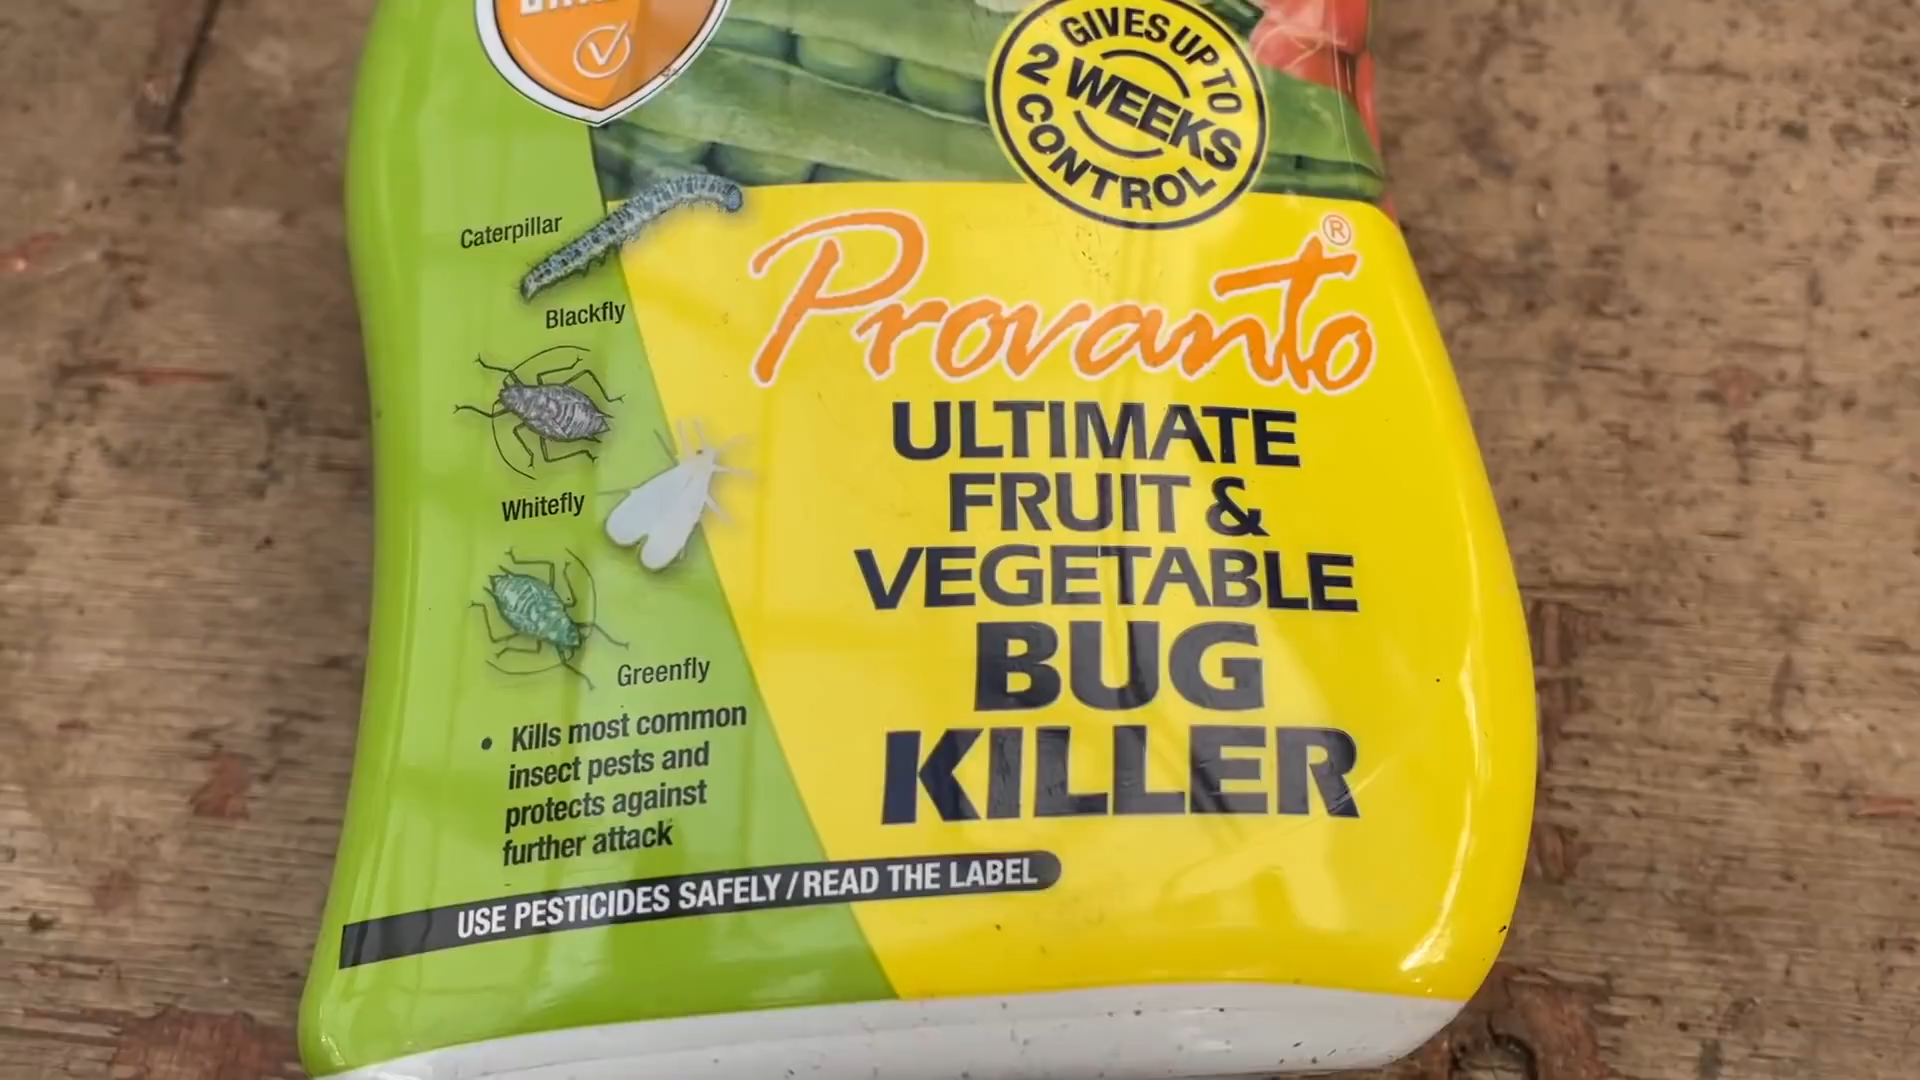 GIVES UP TO
2 WEEKS
CONTROL
Caterpillar
Blackfly
Whitefly
Greenfly
Provanto®
ULTIMATE
FRUIT &
VEGETABLE
BUG
KILLER
• Kills most common
insect pests and
protects against
further attack
USE PESTICIDES SAFELY / READ THE LABEL